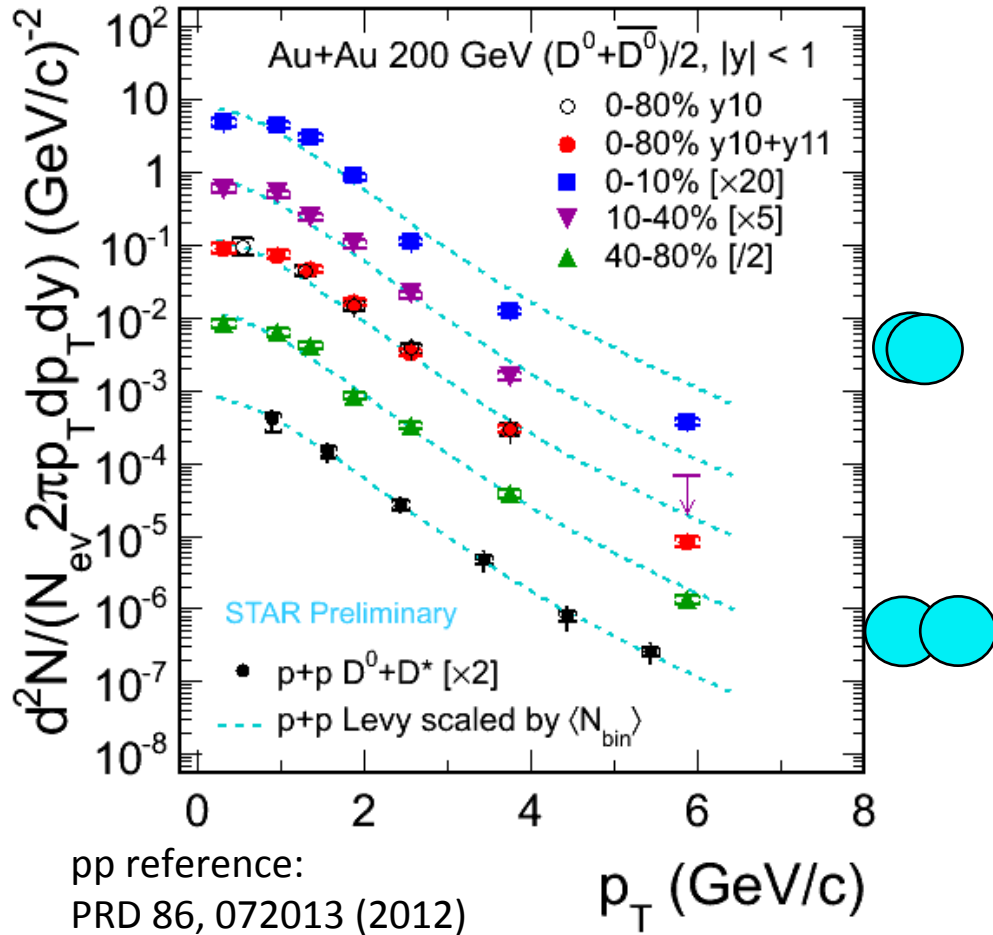 Au+Au 200 GeV (D⁰+D̅⁰)/2, |y| < 1
0-80% y10
0-80% y10+y11
0-10% [×20]
10-40% [×5]
40-80% [/2]
STAR Preliminary
p+p D⁰+D* [×2]
p+p Levy scaled by ⟨N_bin⟩
d²N/(N_ev 2πp_T dp_T dy) (GeV/c)⁻²
10²
10
1
10⁻¹
10⁻²
10⁻³
10⁻⁴
10⁻⁵
10⁻⁶
10⁻⁷
10⁻⁸
0 2 4 6 8
p_T (GeV/c)
pp reference:
PRD 86, 072013 (2012)